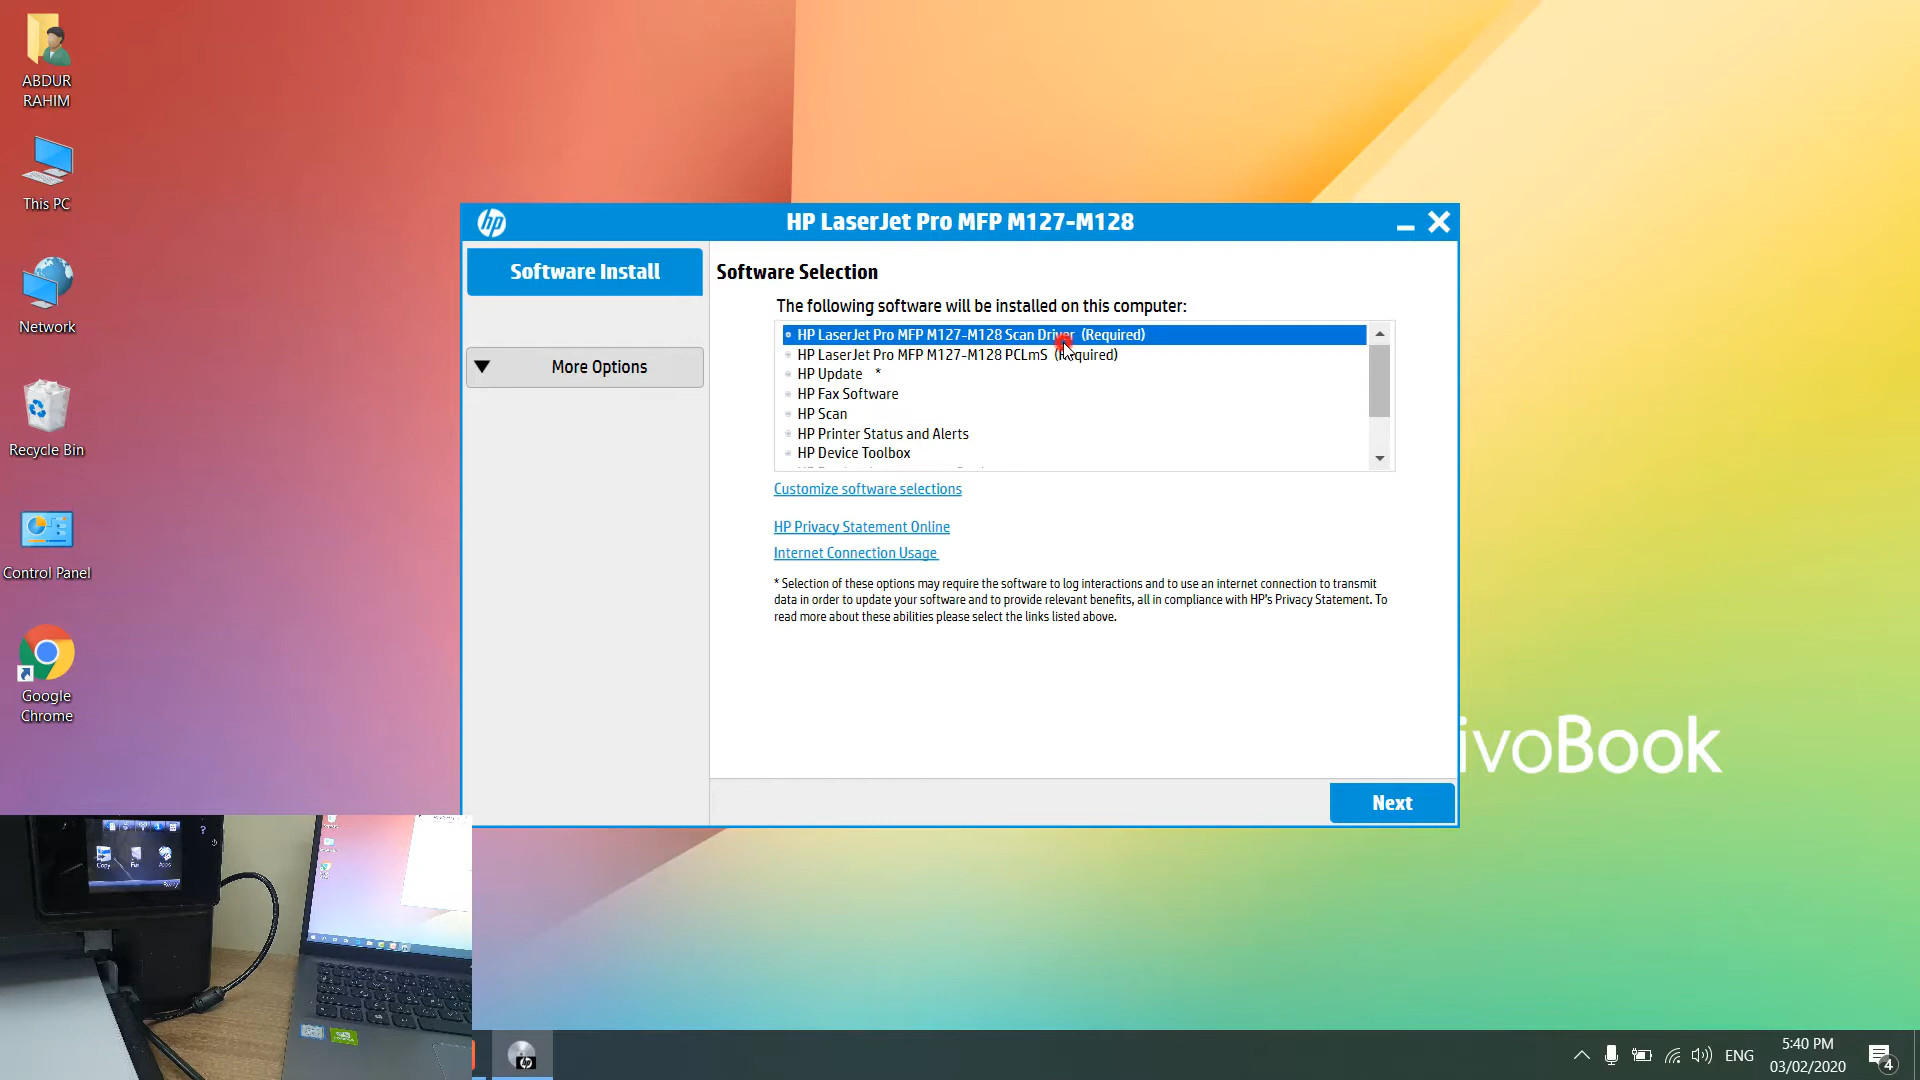 ABDUR
RAHIM
This PC
Network
Recycle Bin
Control Panel
Google
Chrome
hp
HP LaserJet Pro MFP M127-M128
Software Install
More Options
Software Selection
The following software will be installed on this computer:
HP LaserJet Pro MFP M127-M128 Scan Driver (Required)
HP LaserJet Pro MFP M127-M128 PCLmS (Required)
HP Update *
HP Fax Software
HP Scan
HP Printer Status and Alerts
HP Device Toolbox
Customize software selections
HP Privacy Statement Online
Internet Connection Usage
* Selection of these options may require the software to log interactions and to use an internet connection to transmit
data in order to update your software and to provide relevant benefits, all in compliance with HP's Privacy Statement. To
read more about these abilities please select the links listed above.
Next
ivoBook
Copy
Fax
Apps
ENG
5:40 PM
03/02/2020
4